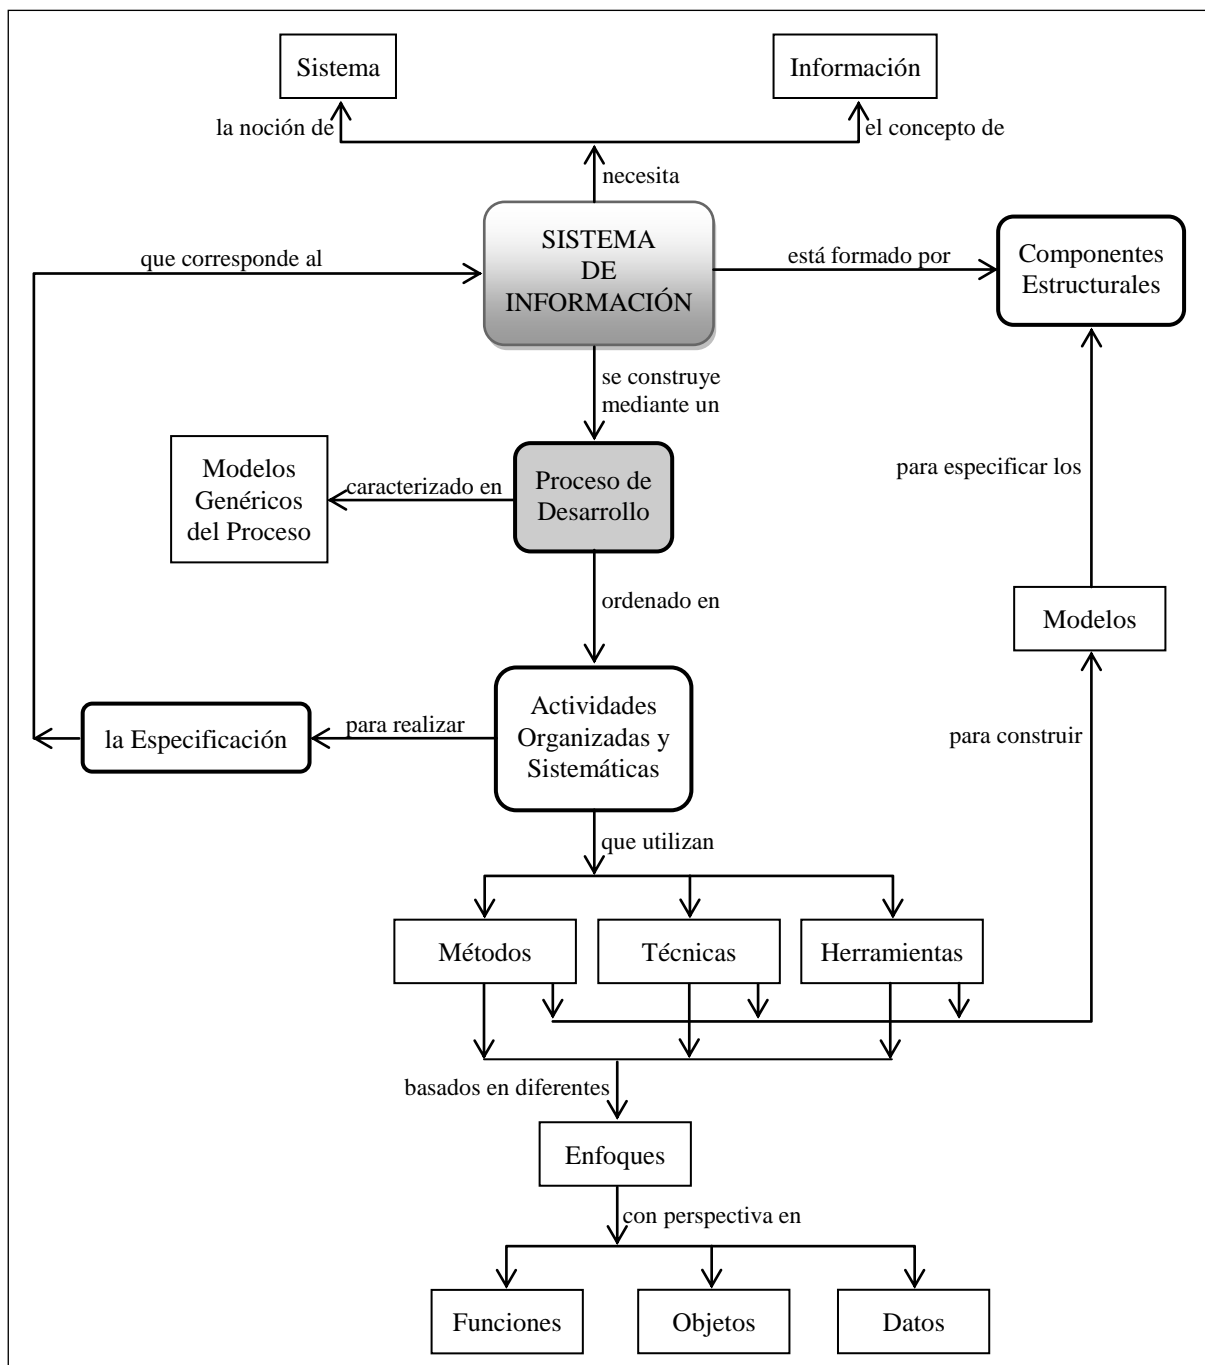 Sistema
Información
la noción de
el concepto de
necesita
SISTEMA
DE
INFORMACIÓN
que corresponde al
está formado por
Componentes
Estructurales
se construye
mediante un
Modelos
Genéricos
del Proceso
caracterizado en
Proceso de
Desarrollo
para especificar los
ordenado en
Modelos
la Especificación
para realizar
Actividades
Organizadas y
Sistemáticas
para construir
que utilizan
Métodos
Técnicas
Herramientas
basados en diferentes
Enfoques
con perspectiva en
Funciones
Objetos
Datos